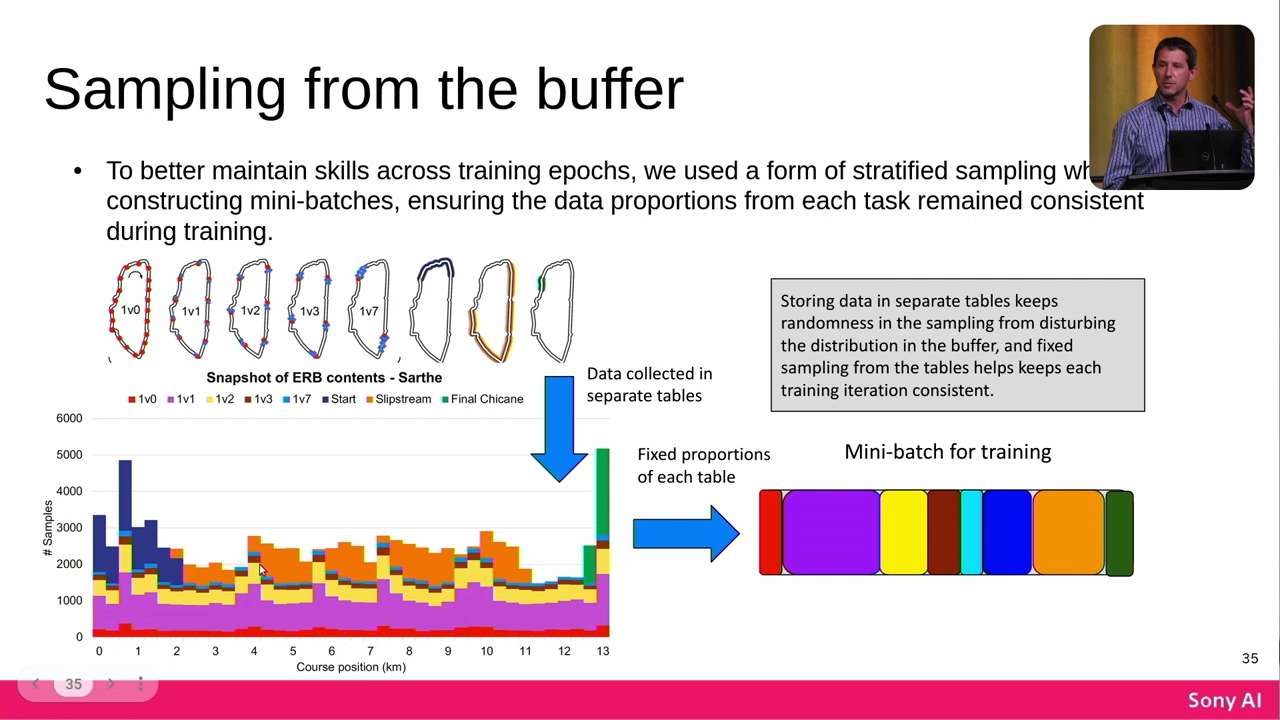 Sampling from the buffer
• To better maintain skills across training epochs, we used a form of stratified sampling
constructing mini-batches, ensuring the data proportions from each task remained consistent
during training.
1v0
1v1
1v2
1v3
1v7
Storing data in separate tables keeps
randomness in the sampling from disturbing
the distribution in the buffer, and fixed
sampling from the tables helps keeps each
training iteration consistent.
Data collected in
separate tables
Snapshot of ERB contents - Sarthe
1v0 1v1 1v2 1v3 1v7 Start Slipstream Final Chicane
6000
5000
4000
3000
2000
1000
0
# Samples
0 1 2 3 4 5 6 7 8 9 10 11 12 13
Course position (km)
Fixed proportions
of each table
Mini-batch for training
35
35
Sony AI